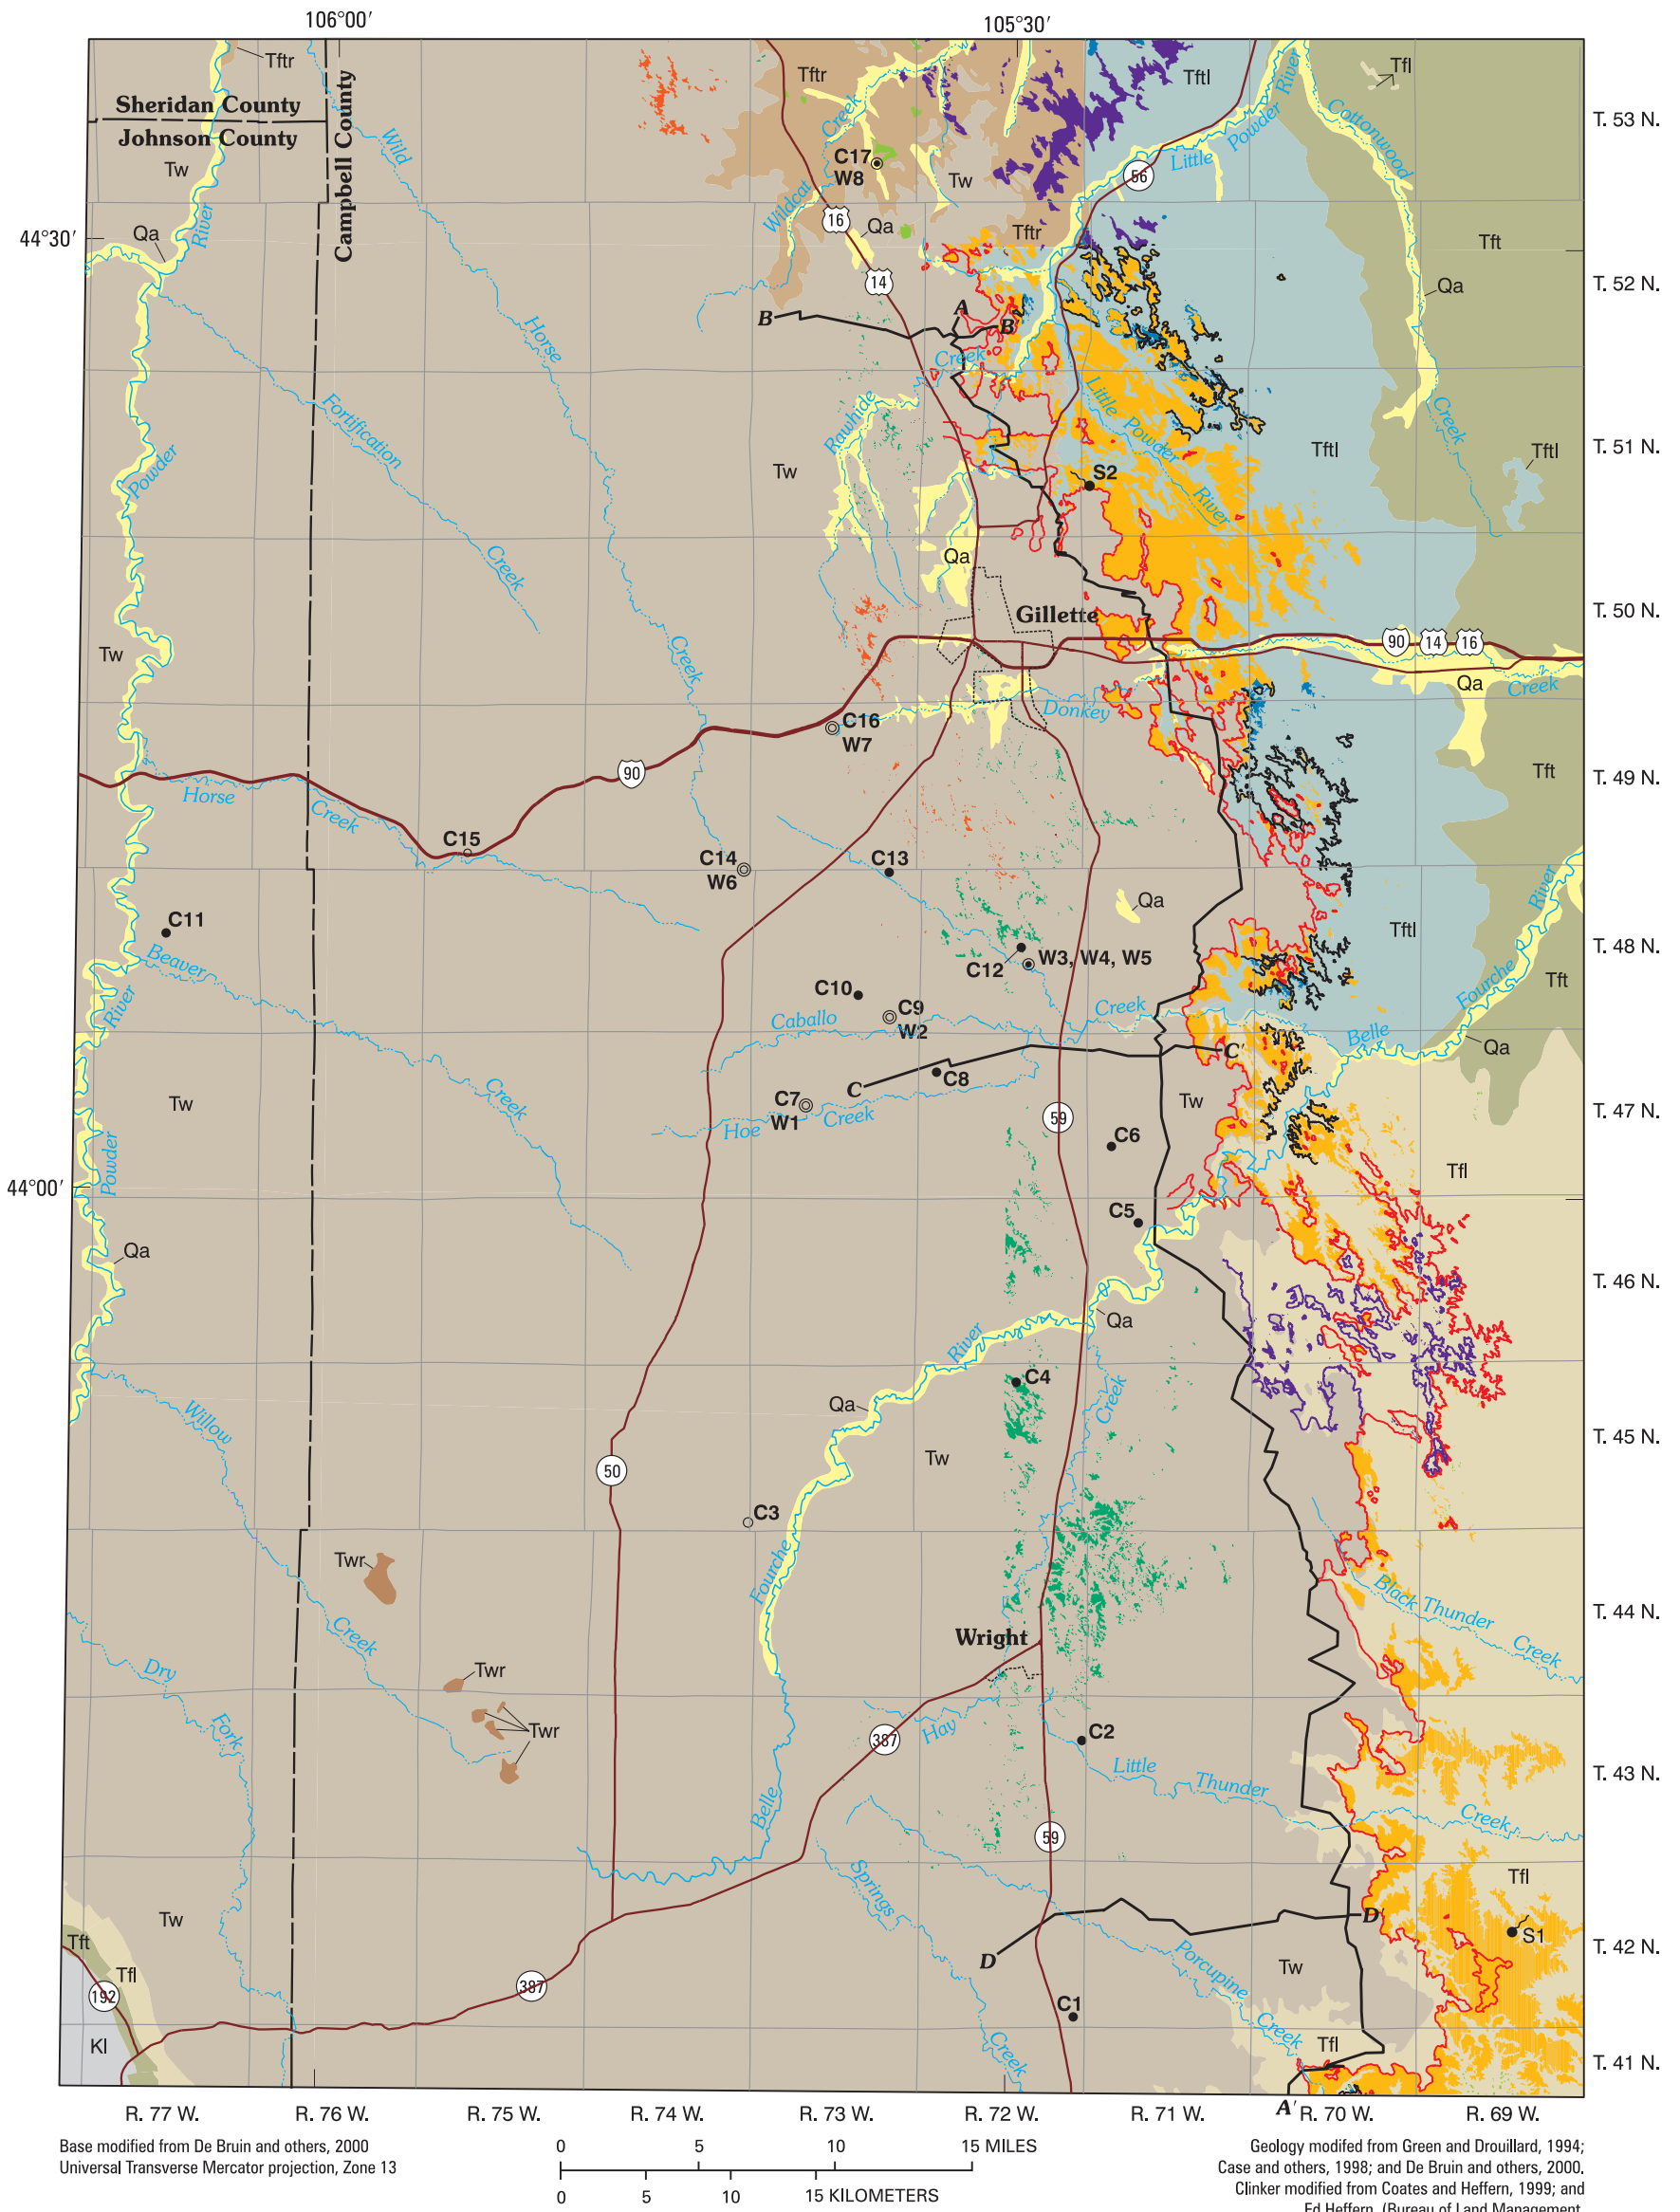 106°00′
105°30′
Tftr
Tftr
Tftl
Tfl
Sheridan County
Johnson County
Campbell County
Wild
Creek
Little
Powder
River
Cottonwood
T. 53 N.
Tw
River
C17
W8
Tw
56
Wildcat
16
Qa
Tftr
44°30′
Qa
Tft
14
Qa
T. 52 N.
Horse
B
A
B′
Creek
Little
Powder
River
Fortification
Rawhide
Creek
Tftl
Tftl
T. 51 N.
Powder
Tw
S2
Creek
Qa
T. 50 N.
Gillette
90
14
16
Tw
Creek
Qa
Creek
Donkey
C16
W7
90
Tft
T. 49 N.
Horse
Creek
C15
C14
W6
C13
River
Qa
C11
Tftl
T. 48 N.
Beaver
C12
W3, W4, W5
Tft
River
C10
C9
W2
Creek
Fourche
Caballo
Belle
Qa
C′
C
C8
Creek
Tw
C7
W1
Creek
Tw
T. 47 N.
Hoe
59
C6
Powder
Tfl
44°00′
C5
Qa
T. 46 N.
Qa
River
C4
Creek
Willow
Qa
Tw
T. 45 N.
50
C3
Twr
Fourche
Black Thunder
Creek
T. 44 N.
Creek
Wright
Dry
Twr
Fork
Twr
Hay
C2
387
Little
Thunder
T. 43 N.
Belle
Creek
59
Springs
Tfl
Tw
D′
S1
Tft
D
T. 42 N.
Tfl
Porcupine
Tw
192
387
C1
Creek
Kl
Creek
Tfl
T. 41 N.
A′
R. 77 W.
R. 76 W.
R. 75 W.
R. 74 W.
R. 73 W.
R. 72 W.
R. 71 W.
R. 70 W.
R. 69 W.
Base modified from De Bruin and others, 2000
Universal Transverse Mercator projection, Zone 13
0 5 10 15 MILES
0 5 10 15 KILOMETERS
Geology modifed from Green and Drouillard, 1994;
Case and others, 1998; and De Bruin and others, 2000.
Clinker modified from Coates and Heffern, 1999; and
Ed Heffern, (Bureau of Land Management,